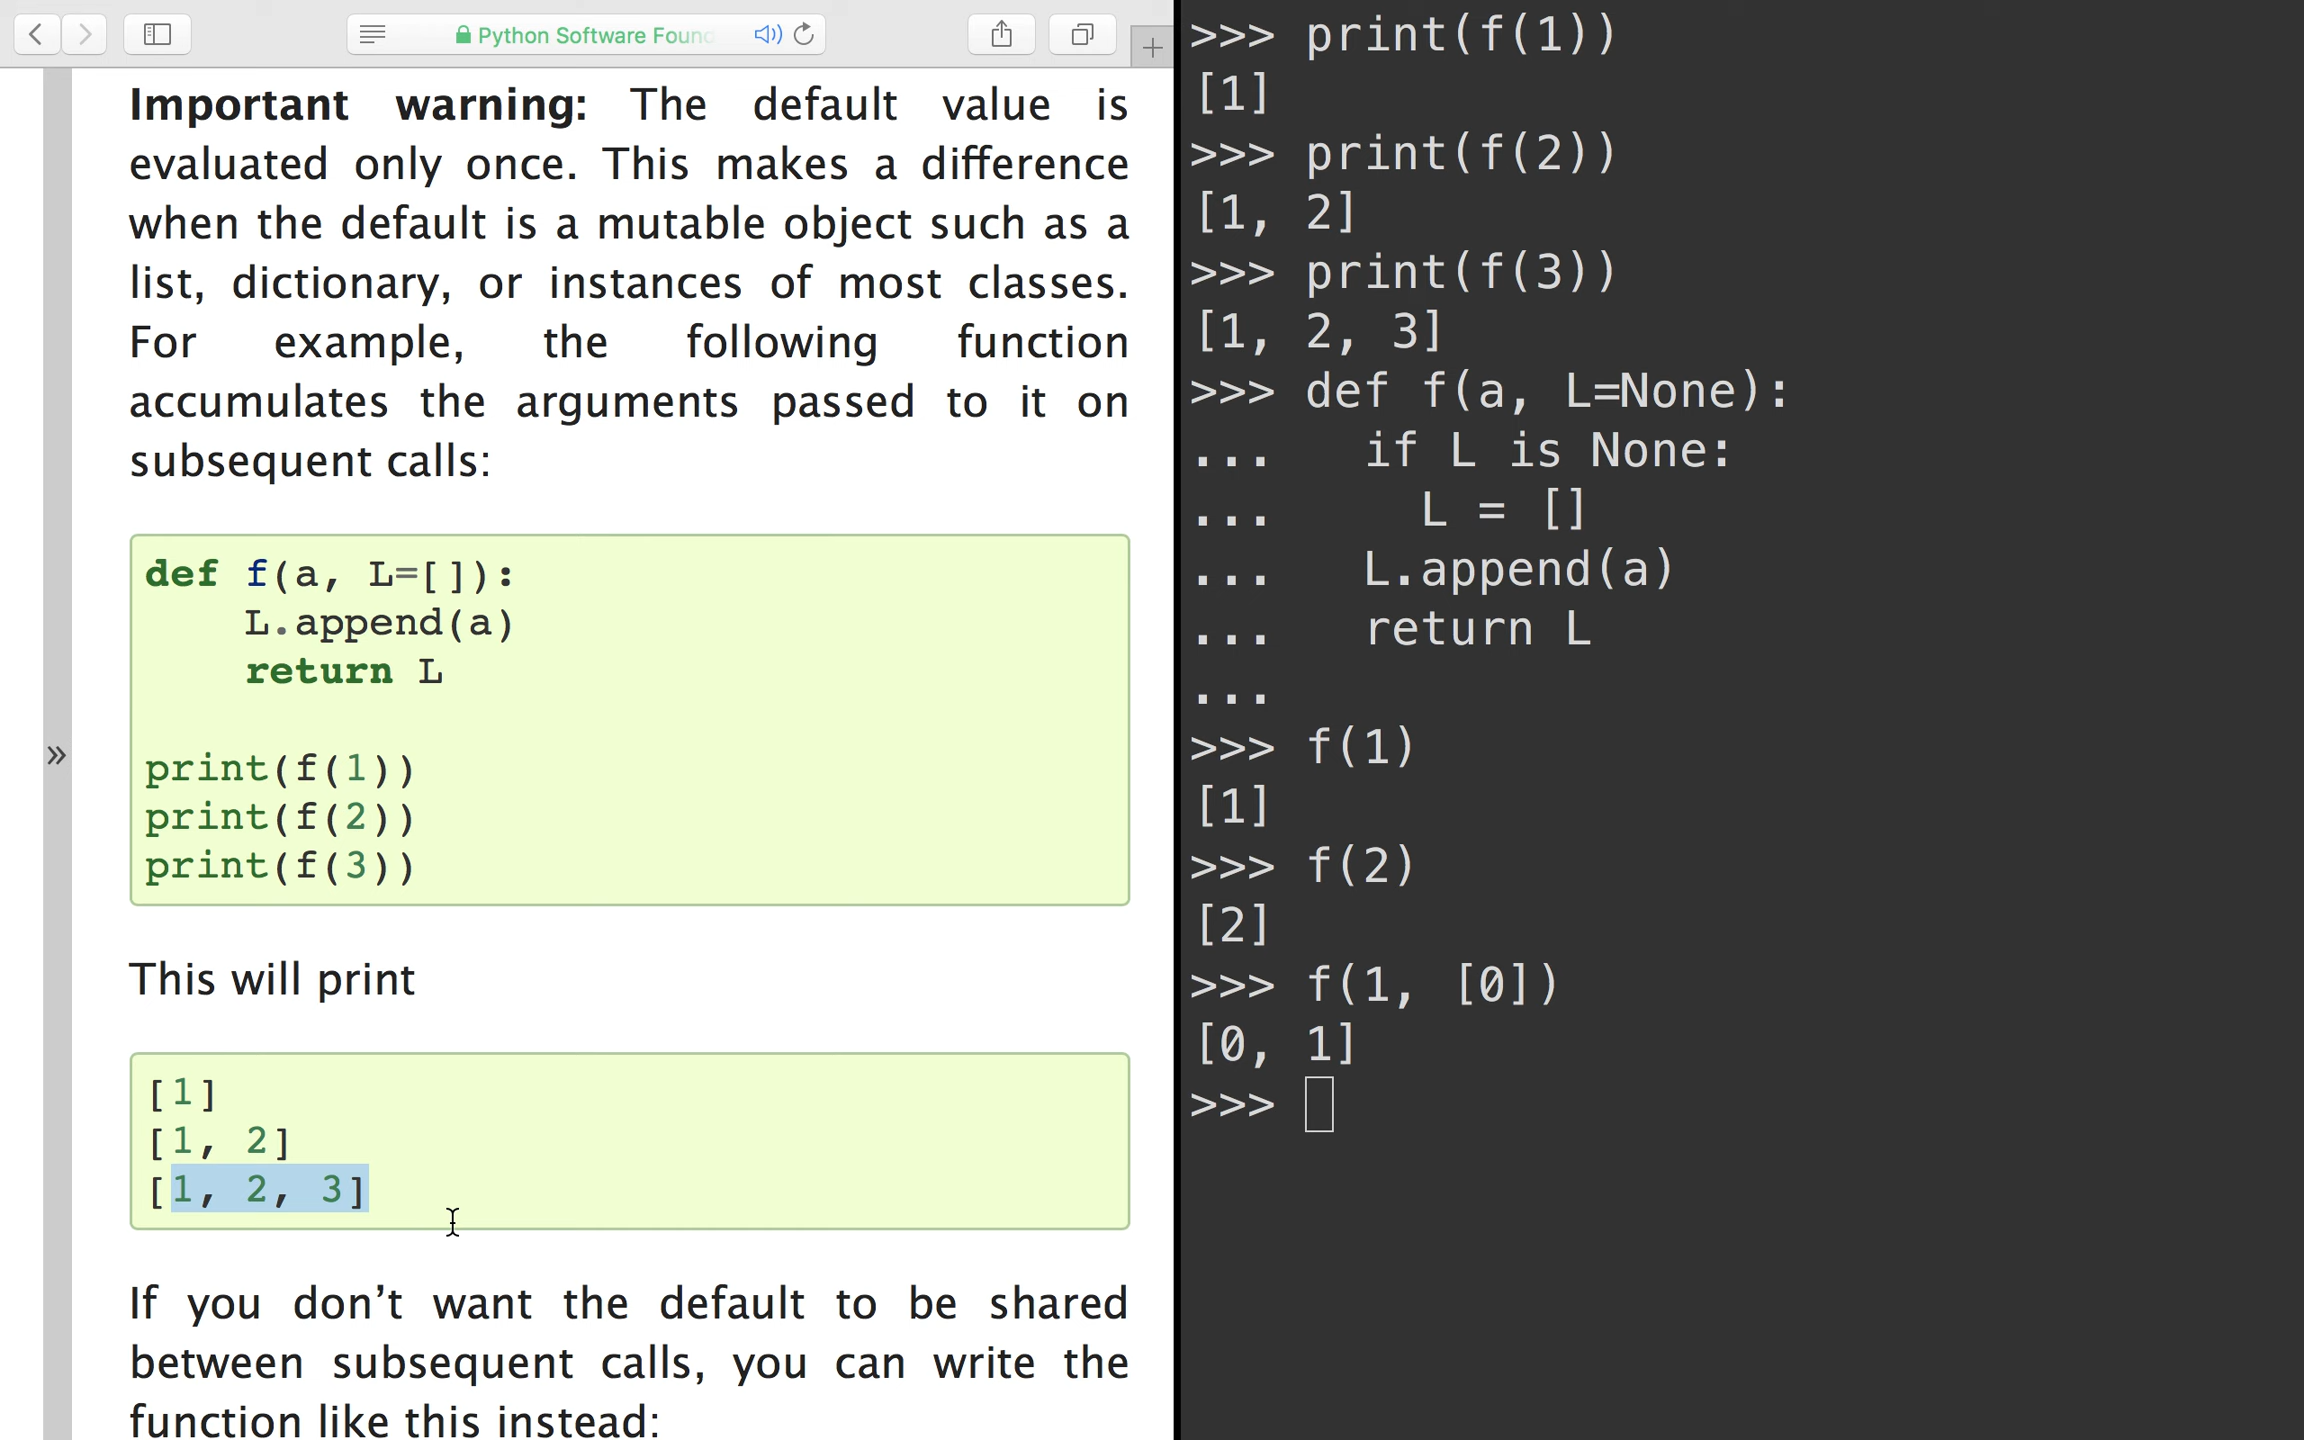 Python Software Found
Important warning: The default value is
evaluated only once. This makes a difference
when the default is a mutable object such as a
list, dictionary, or instances of most classes.
For example, the following function
accumulates the arguments passed to it on
subsequent calls:
def f(a, L=[]):
    L.append(a)
    return L
print(f(1))
print(f(2))
print(f(3))
This will print
[1]
[1, 2]
[1, 2, 3]
If you don’t want the default to be shared
between subsequent calls, you can write the
function like this instead:
>>> print(f(1))
[1]
>>> print(f(2))
[1, 2]
>>> print(f(3))
[1, 2, 3]
>>> def f(a, L=None):
...   if L is None:
...     L = []
...   L.append(a)
...   return L
...
>>> f(1)
[1]
>>> f(2)
[2]
>>> f(1, [0])
[0, 1]
>>>